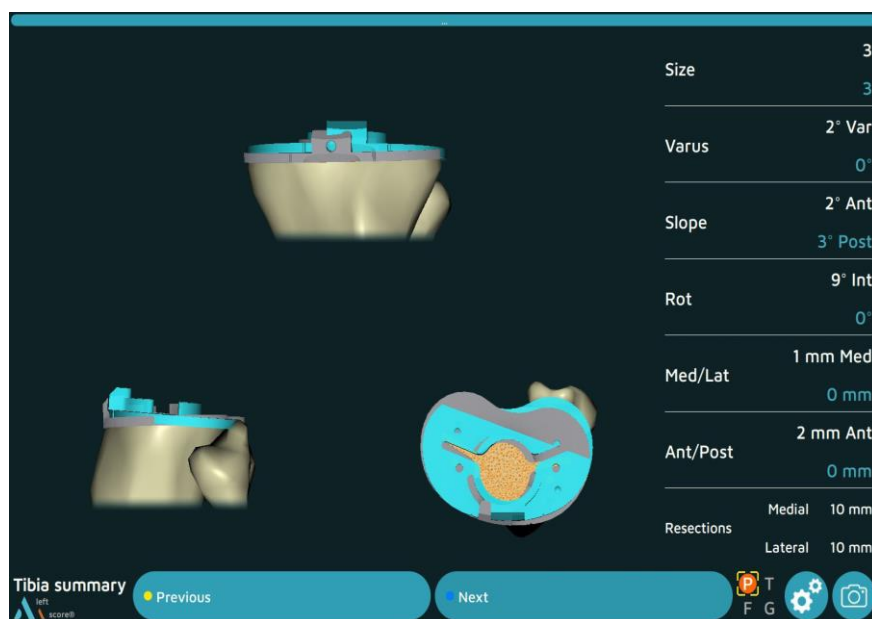 ...
Size
3
3
Varus
2° Var
0°
Slope
2° Ant
3° Post
Rot
9° Int
0°
Med/Lat
1 mm Med
0 mm
Ant/Post
2 mm Ant
0 mm
Resections
Medial 10 mm
Lateral 10 mm
Tibia summary
left
score®
Previous
Next
P T
F G